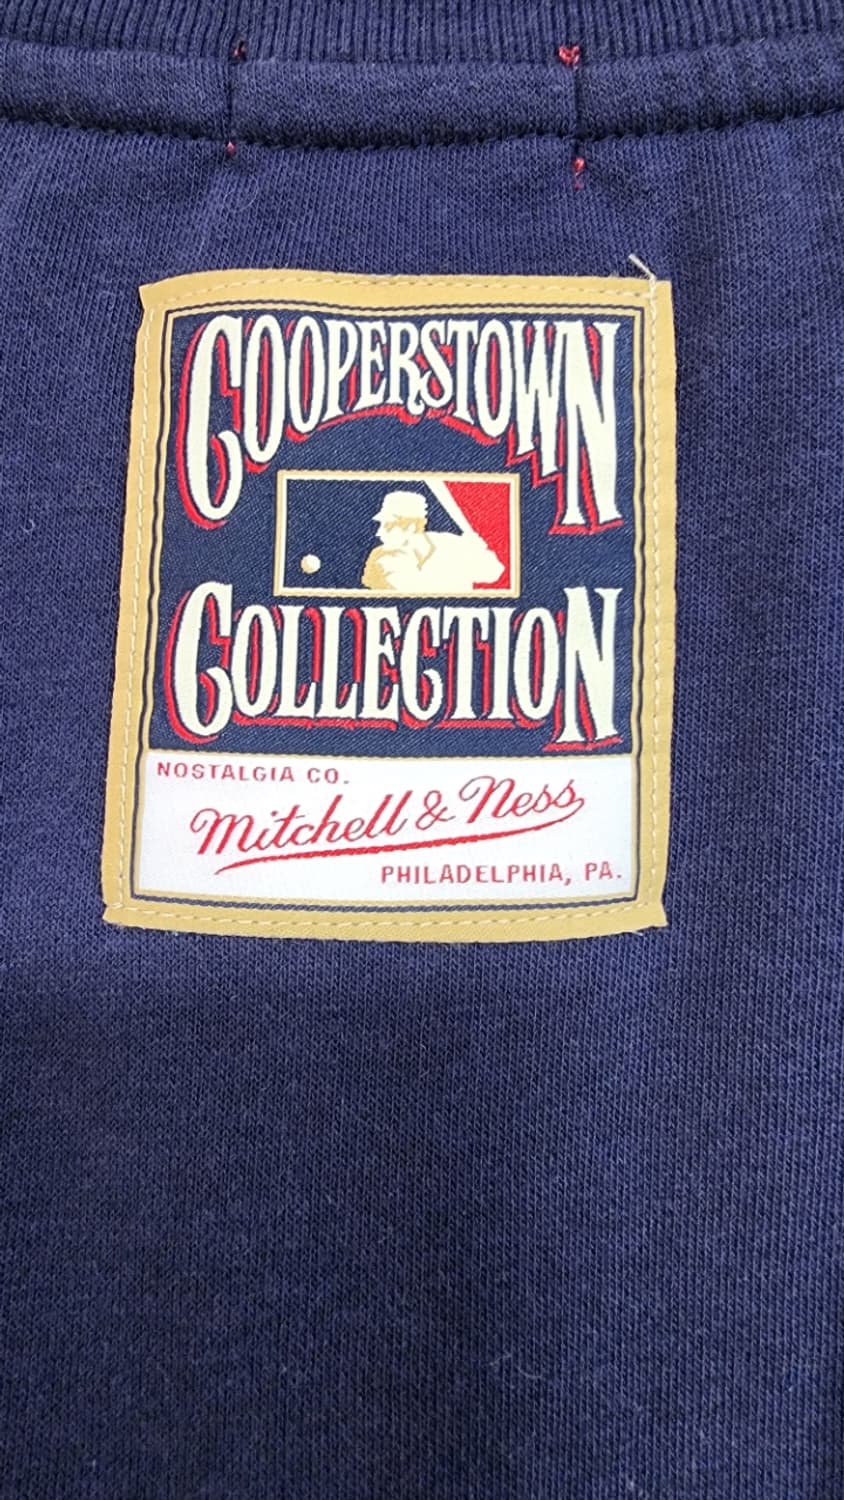 COOPERSTOWN
COLLECTION
NOSTALGIA CO.
Mitchell & Ness
PHILADELPHIA, PA.